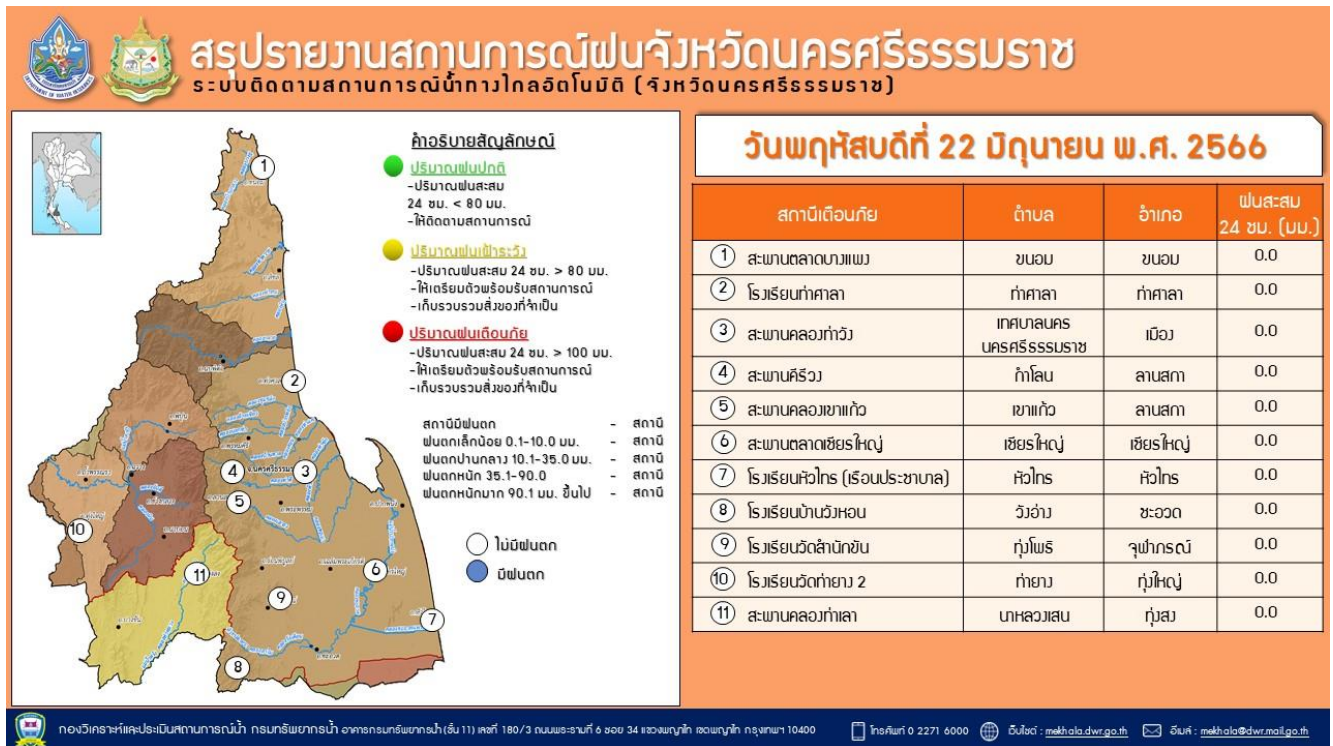 สรุปรายงานสถานการณ์ฝนจังหวัดนครศรีธรรมราช
ระบบติดตามสถานการณ์น้ำทางไกลอัตโนมัติ (จังหวัดนครศรีธรรมราช)
คำอธิบายสัญลักษณ์
ปริมาณฝนปกติ
-ปริมาณฝนสะสม
24 ชม. < 80 มม.
-ให้ติดตามสถานการณ์
ปริมาณฝนเฝ้าระวัง
-ปริมาณฝนสะสม 24 ชม. > 80 มม.
-ให้เตรียมตัวพร้อมรับสถานการณ์
-เก็บรวบรวมสิ่งของที่จำเป็น
ปริมาณฝนเตือนภัย
-ปริมาณฝนสะสม 24 ชม. > 100 มม.
-ให้เตรียมตัวพร้อมรับสถานการณ์
-เก็บรวบรวมสิ่งของที่จำเป็น
สถานีมีฝนตก - สถานี
ฝนตกเล็กน้อย 0.1-10.0 มม. - สถานี
ฝนตกปานกลาง 10.1-35.0 มม. - สถานี
ฝนตกหนัก 35.1-90.0 - สถานี
ฝนตกหนักมาก 90.1 มม. ขึ้นไป - สถานี
ไม่มีฝนตก
มีฝนตก
1
2
3
4
5
6
7
8
9
10
11
วันพฤหัสบดีที่ 22 มิถุนายน พ.ศ. 2566
สถานีเตือนภัย ตำบล อำเภอ ฝนสะสม
24 ชม. (มม.)
1 สะพานตลาดบางแพง ขนอม ขนอม 0.0
2 โรงเรียนท่าศาลา ท่าศาลา ท่าศาลา 0.0
3 สะพานคลองท่าวัง เทศบาลนคร
นครศรีธรรมราช เมือง 0.0
4 สะพานคีรีวง กำโลน ลานสกา 0.0
5 สะพานคลองเขาแก้ว เขาแก้ว ลานสกา 0.0
6 สะพานตลาดเชียรใหญ่ เชียรใหญ่ เชียรใหญ่ 0.0
7 โรงเรียนหัวไทร (เรือนประชาบาล) หัวไทร หัวไทร 0.0
8 โรงเรียนบ้านวังหอน วังอ่าง ชะอวด 0.0
9 โรงเรียนวัดสำนักขัน ทุ่งโพธิ จุฬาภรณ์ 0.0
10 โรงเรียนวัดท่ายาง 2 ท่ายาง ทุ่งใหญ่ 0.0
11 สะพานคลองท่าเลา นาหลวงเสน ทุ่งสง 0.0
กองวิเคราะห์และประเมินสถานการณ์น้ำ กรมทรัพยากรน้ำ อาคารกรมทรัพยากรน้ำ (ชั้น 11) เลขที่ 180/3 ถนนพระรามที่ 6 ซอย 34 แขวงพญาไท เขตพญาไท กรุงเทพฯ 10400 โทรศัพท์ 0 2271 6000 เว็บไซต์ : mekhala.dwr.go.th อีเมล์ : mekhala@dwr.mail.go.th